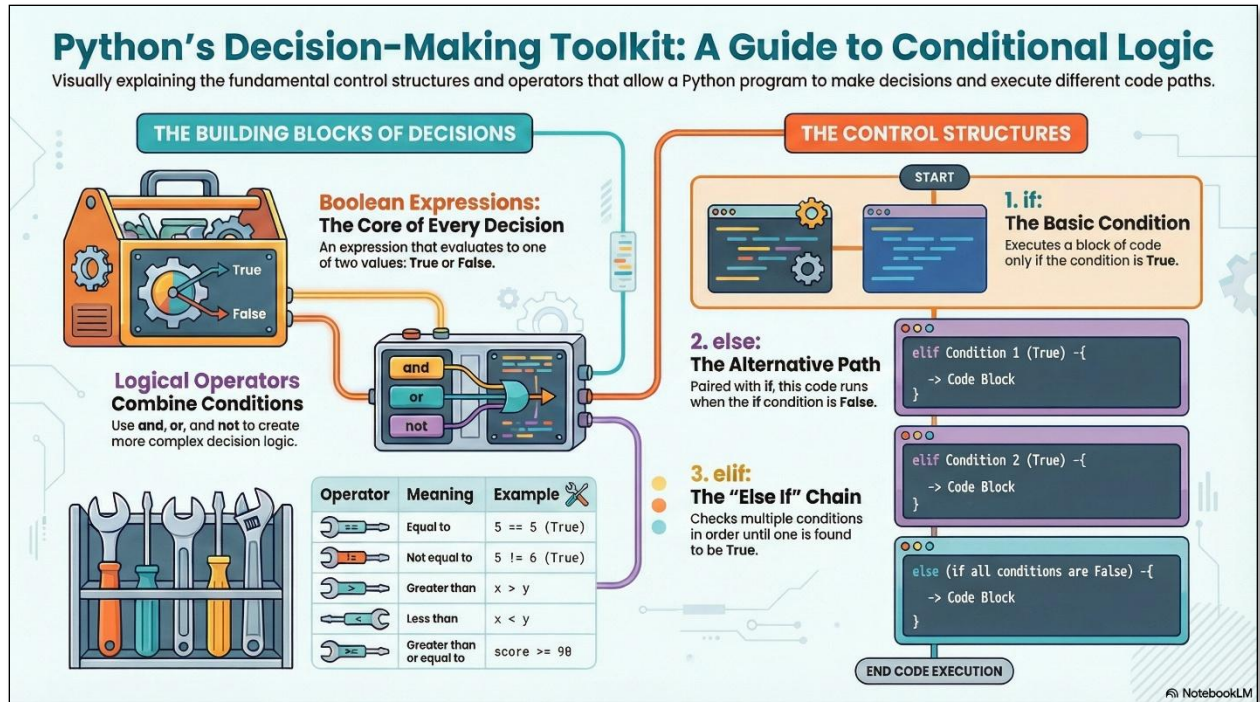 Python's Decision-Making Toolkit: A Guide to Conditional Logic
Visually explaining the fundamental control structures and operators that allow a Python program to make decisions and execute different code paths.
THE BUILDING BLOCKS OF DECISIONS
True
False
Boolean Expressions:
The Core of Every Decision
An expression that evaluates to one
of two values: True or False.
Logical Operators
Combine Conditions
Use and, or, and not to create
more complex decision logic.
and
or
not
Operator Meaning Example
== Equal to 5 == 5 (True)
!= Not equal to 5 != 6 (True)
> Greater than x > y
< Less than x < y
>= Greater than
or equal to score >= 90
THE CONTROL STRUCTURES
START
1. if:
The Basic Condition
Executes a block of code
only if the condition is True.
2. else:
The Alternative Path
Paired with if, this code runs
when the if condition is False.
3. elif:
The "Else If" Chain
Checks multiple conditions
in order until one is found
to be True.
elif Condition 1 (True) -{
-> Code Block
}
elif Condition 2 (True) -{
-> Code Block
}
else (if all conditions are False) -{
-> Code Block
}
END CODE EXECUTION
NotebookLM